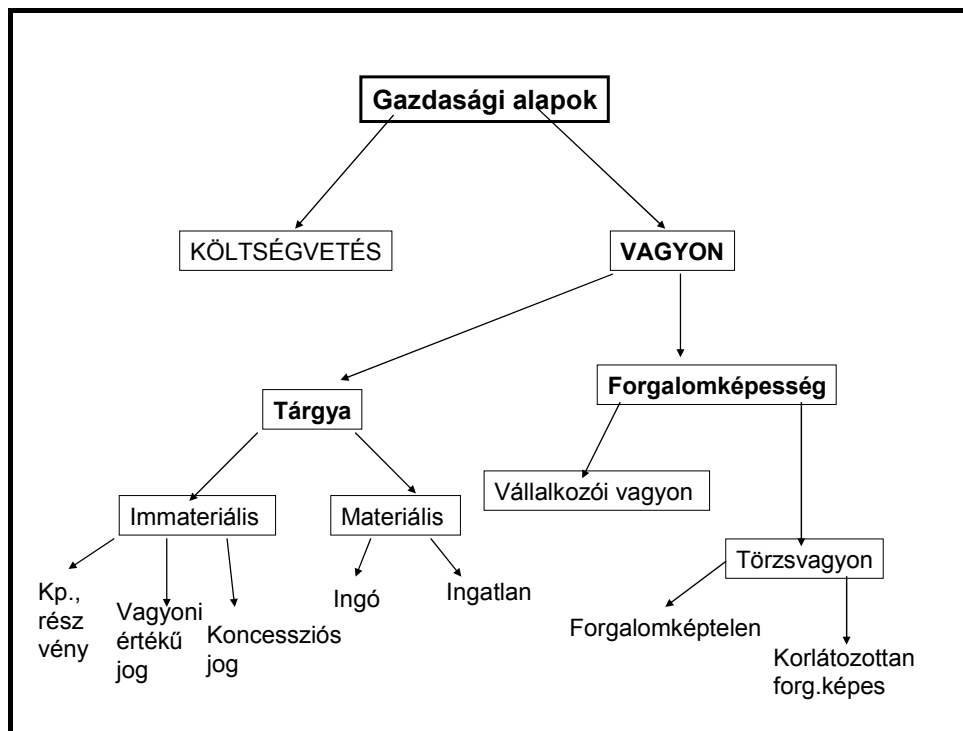 Gazdasági alapok
KÖLTSÉGVETÉS
VAGYON
Tárgya
Forgalomképesség
Immateriális
Materiális
Vállalkozói vagyon
Törzsvagyon
Kp.,
rész
vény
Vagyoni
értékű
jog
Koncessziós
jog
Ingó
Ingatlan
Forgalomképtelen
Korlátozottan
forg.képes